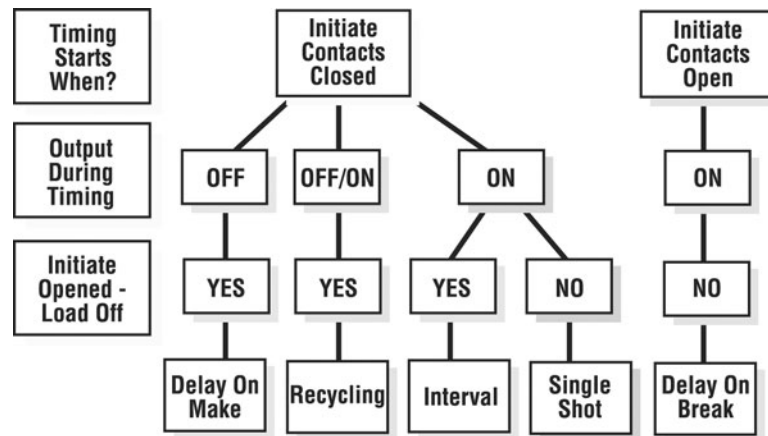 Timing
Starts
When?
Initiate
Contacts
Closed
Initiate
Contacts
Open
Output
During
Timing
OFF
OFF/ON
ON
ON
Initiate
Opened -
Load Off
YES
YES
YES
NO
NO
Delay On
Make
Recycling
Interval
Single
Shot
Delay On
Break